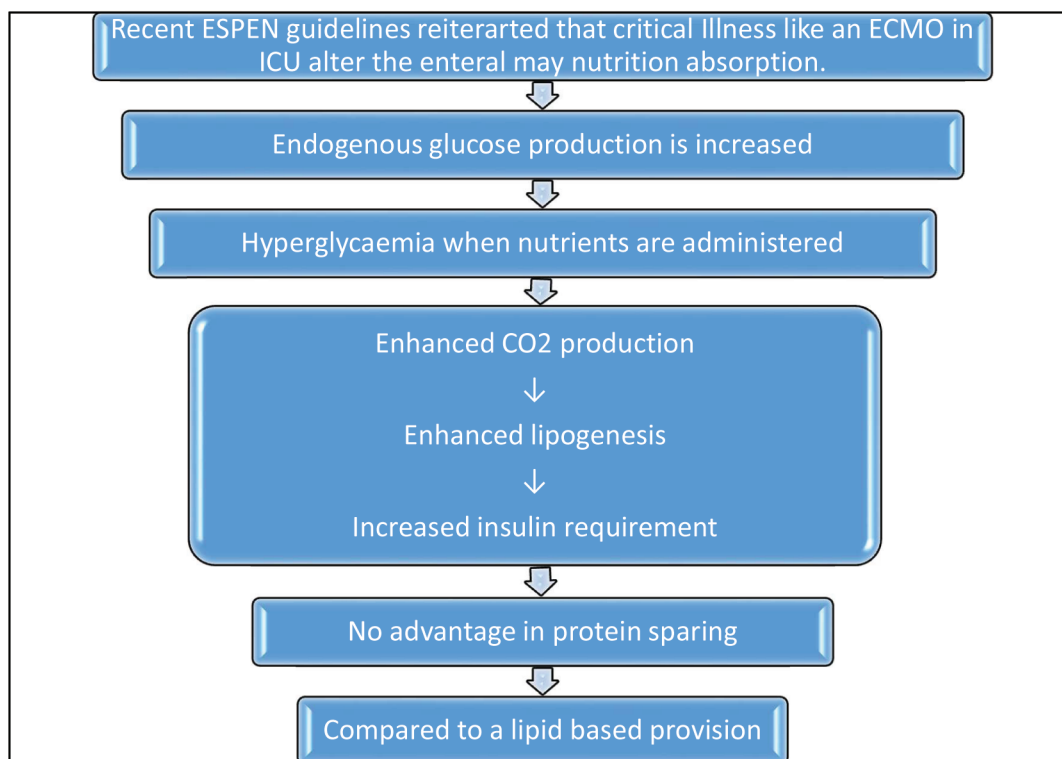 Recent ESPEN guidelines reiterarted that critical Illness like an ECMO in
ICU alter the enteral may nutrition absorption.
Endogenous glucose production is increased
Hyperglycaemia when nutrients are administered
Enhanced CO2 production
↓
Enhanced lipogenesis
↓
Increased insulin requirement
No advantage in protein sparing
Compared to a lipid based provision